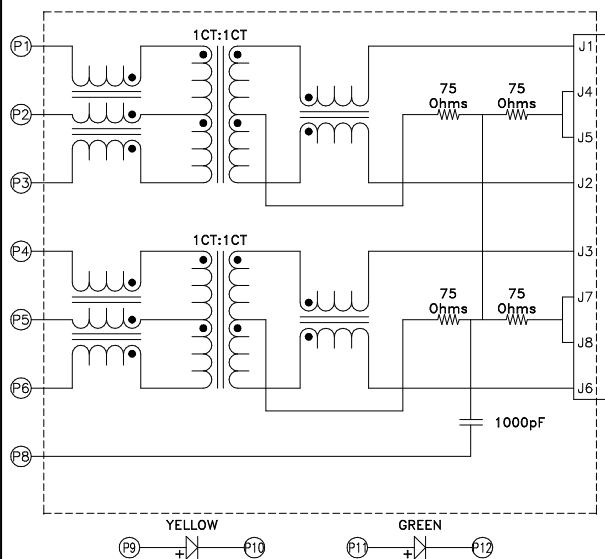 1CT:1CT
P1
J1
75
Ohms
75
Ohms
J4
P2
J5
P3
J2
1CT:1CT
P4
J3
75
Ohms
75
Ohms
J7
P5
J8
P6
J6
1000pF
P8
YELLOW
GREEN
P9
+
P10
P11
+
P12